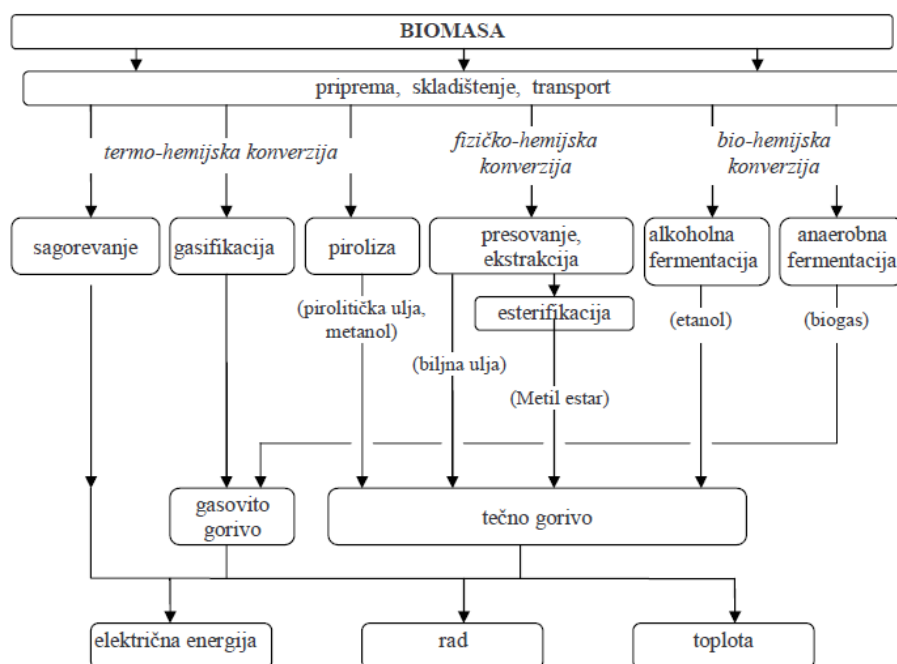 BIOMASA
priprema, skladištenje, transport
termo-hemijska konverzija
fizičko-hemijska
konverzija
bio-hemijska
konverzija
sagorevanje
gasifikacija
piroliza
presovanje,
ekstrakcija
alkoholna
fermentacija
anaerobna
fermentacija
(pirolitička ulja,
metanol)
esterifikacija
(etanol)
(biogas)
(biljna ulja)
(Metil estar)
gasovito
gorivo
tečno gorivo
električna energija
rad
toplota